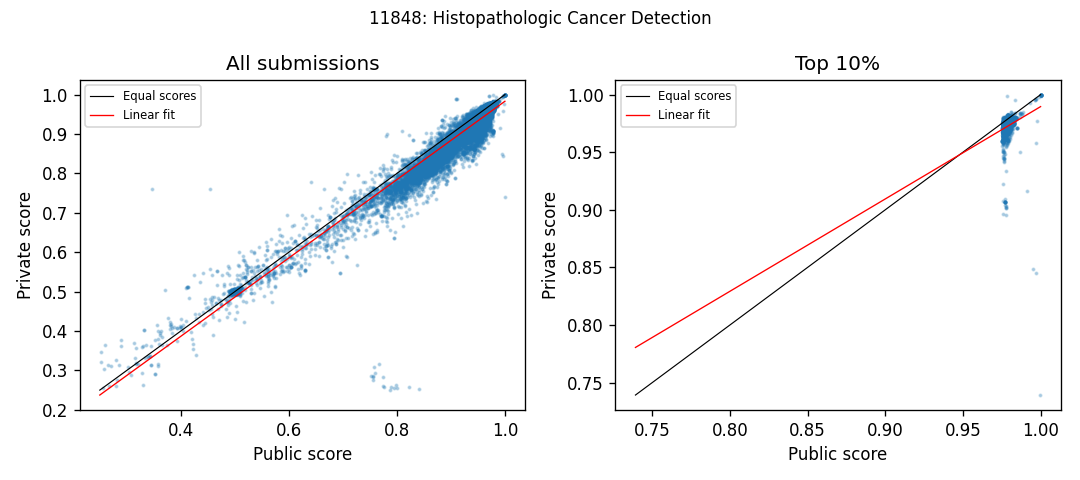 11848: Histopathologic Cancer Detection
All submissions
Equal scores
Linear fit
Private score
1.0
0.9
0.8
0.7
0.6
0.5
0.4
0.3
0.2
0.4
0.6
0.8
1.0
Public score
Top 10%
Equal scores
Linear fit
Private score
1.00
0.95
0.90
0.85
0.80
0.75
0.75
0.80
0.85
0.90
0.95
1.00
Public score